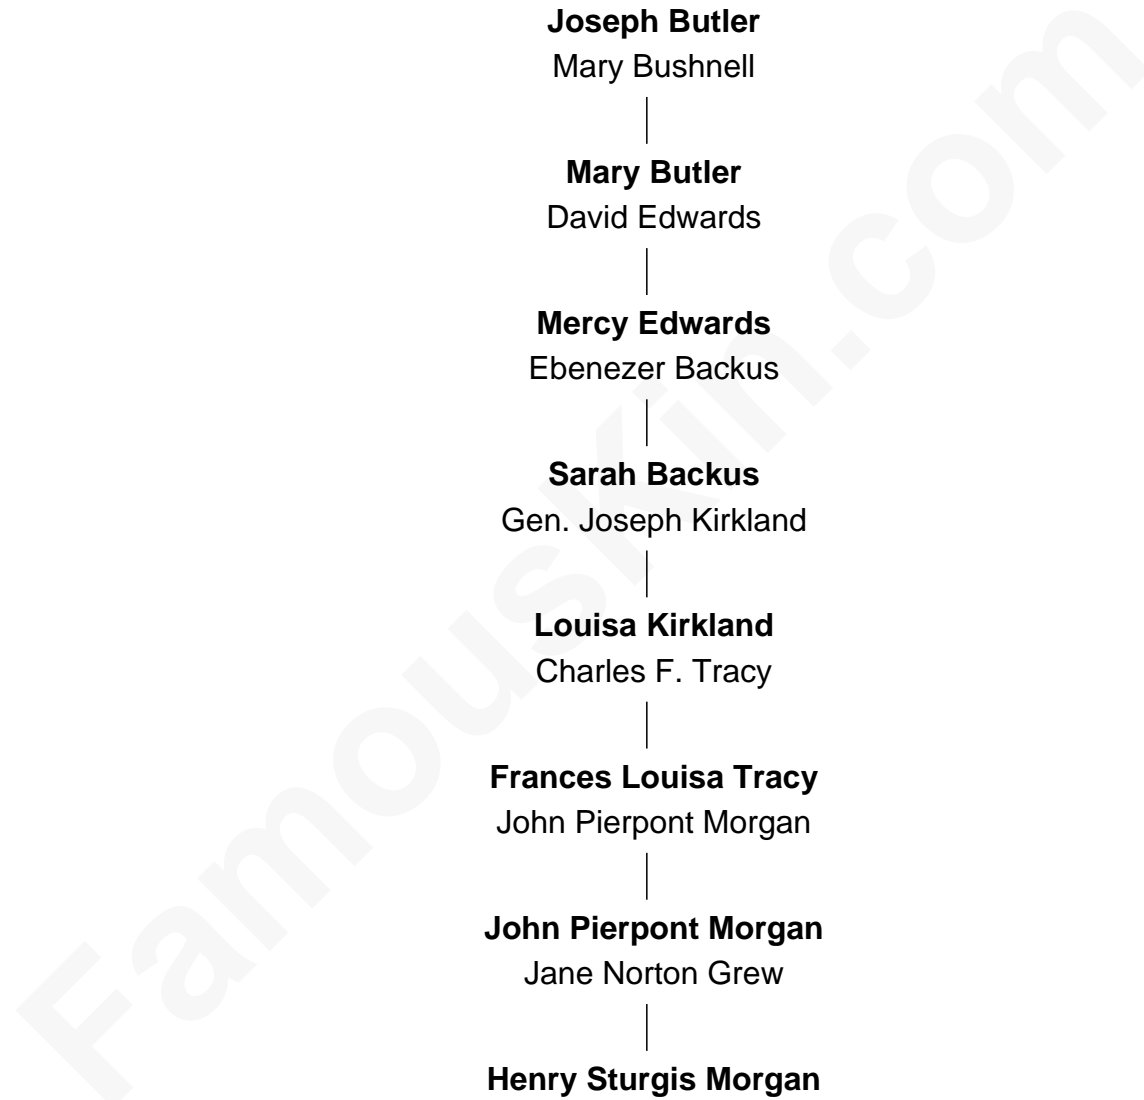 Joseph Butler
Mary Bushnell
Mary Butler
David Edwards
Mercy Edwards
Ebenezer Backus
Sarah Backus
Gen. Joseph Kirkland
Louisa Kirkland
Charles F. Tracy
Frances Louisa Tracy
John Pierpont Morgan
John Pierpont Morgan
Jane Norton Grew
Henry Sturgis Morgan
FamousKin.com